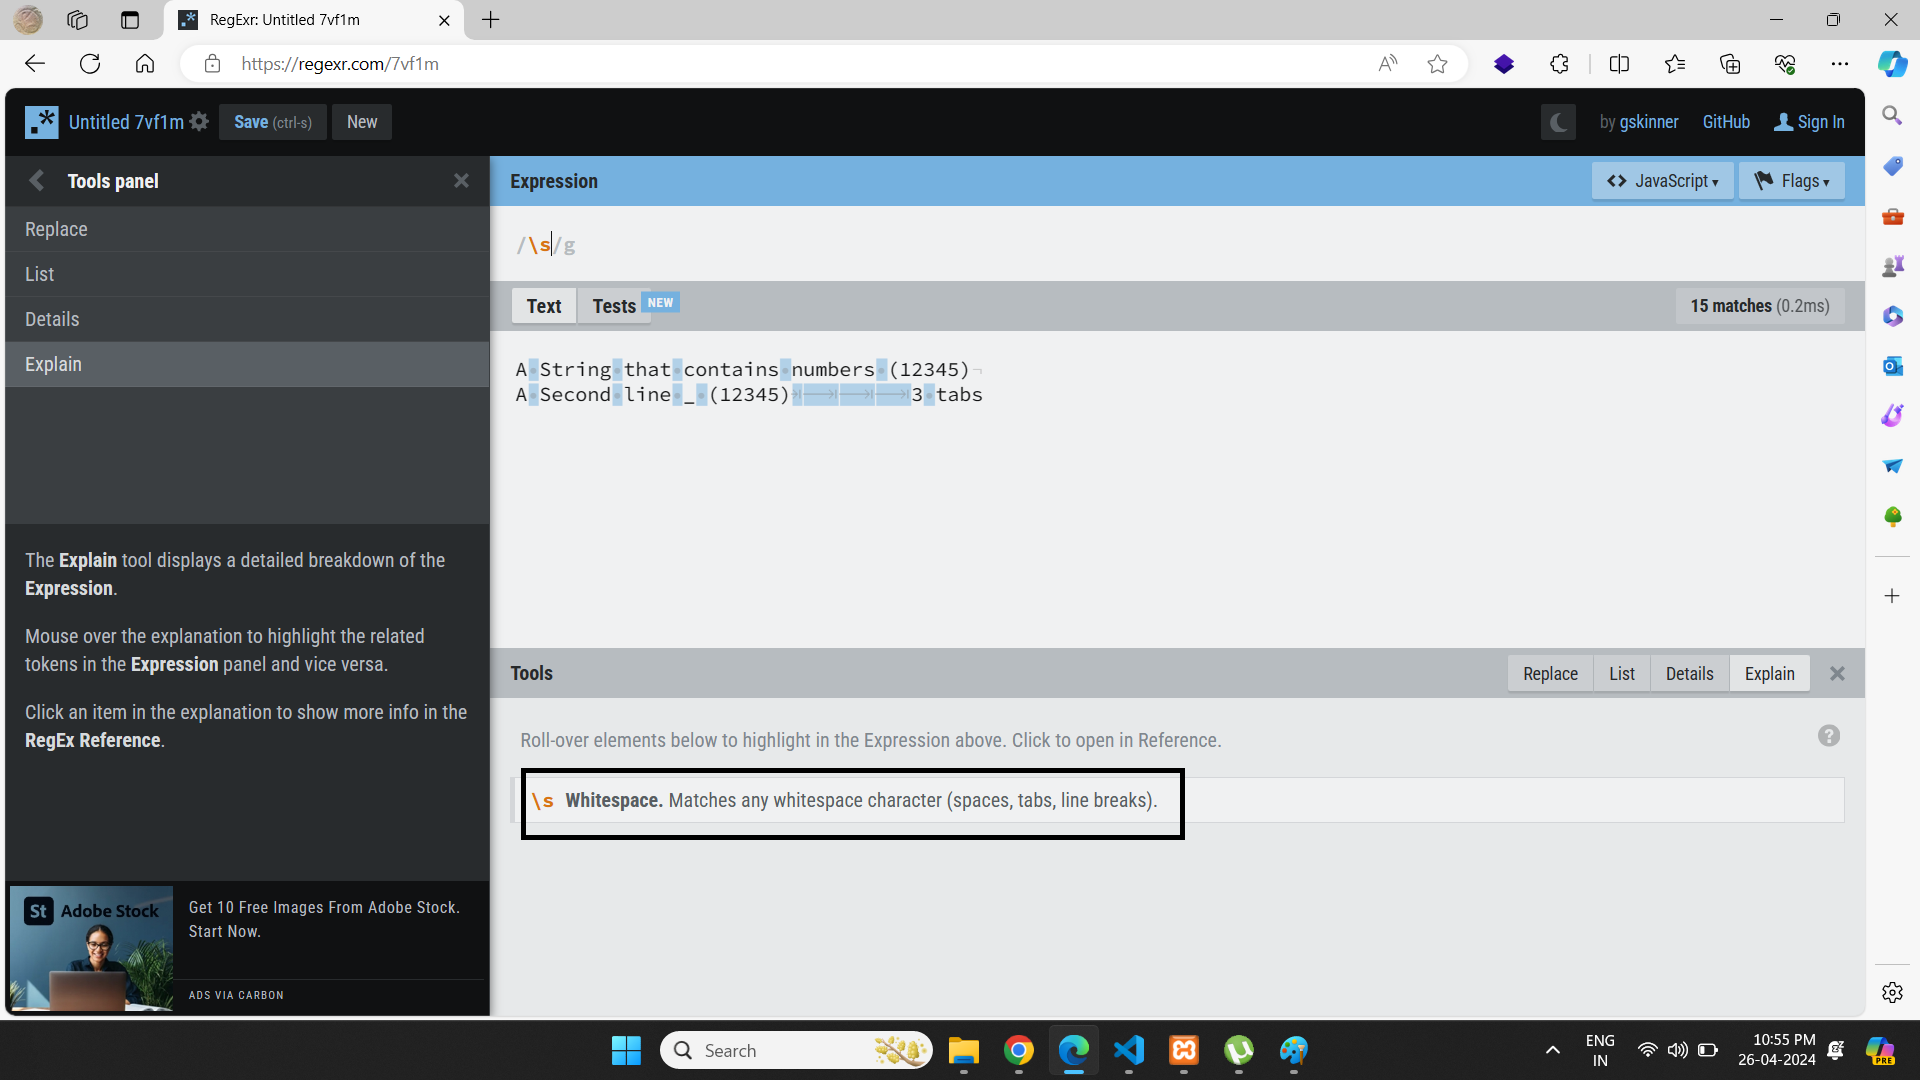 RegExr: Untitled 7vf1m
https://regexr.com/7vf1m
.* Untitled 7vf1m Save (ctrl-s) New by gskinner GitHub Sign In
Tools panel
Replace
List
Details
Explain
The Explain tool displays a detailed breakdown of the
Expression.
Mouse over the explanation to highlight the related
tokens in the Expression panel and vice versa.
Click an item in the explanation to show more info in the
RegEx Reference.
St Adobe Stock
Get 10 Free Images From Adobe Stock.
Start Now.
ADS VIA CARBON
Expression <> JavaScript Flags
/\s/g
Text Tests NEW 15 matches (0.2ms)
A String that contains numbers (12345)
A Second line _ (12345) 3 tabs
Tools Replace List Details Explain
Roll-over elements below to highlight in the Expression above. Click to open in Reference. ?
\s Whitespace. Matches any whitespace character (spaces, tabs, line breaks).
Search
ENG
IN
10:55 PM
26-04-2024
PRE